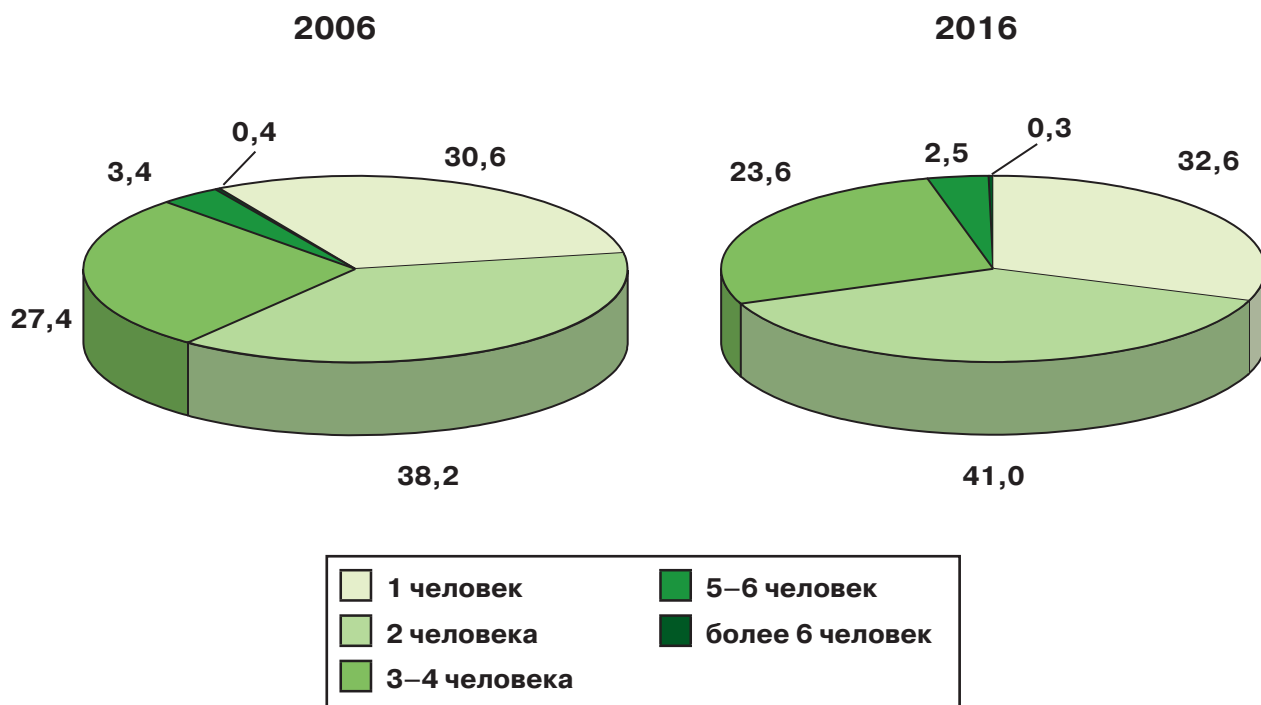 2006
2016
0,4
30,6
3,4
27,4
38,2
0,3
2,5
32,6
23,6
41,0
1 человек
2 человека
3–4 человека
5–6 человек
более 6 человек